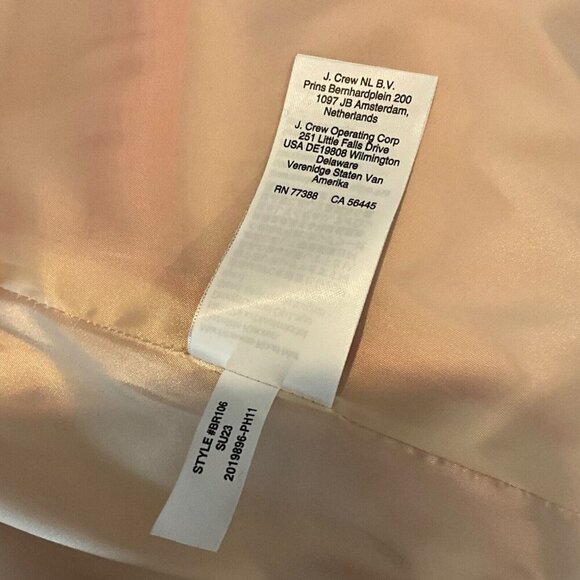 J. Crew NL B.V.
Prins Bernhardplein 200
1097 JB Amsterdam,
Netherlands
J. Crew Operating Corp
251 Little Falls Drive
USA DE19808 Wilmington
Delaware
Verenidge Staten Van
Amerika
RN 77388 CA 56445
STYLE #BR106
SU23
2019896-PH11